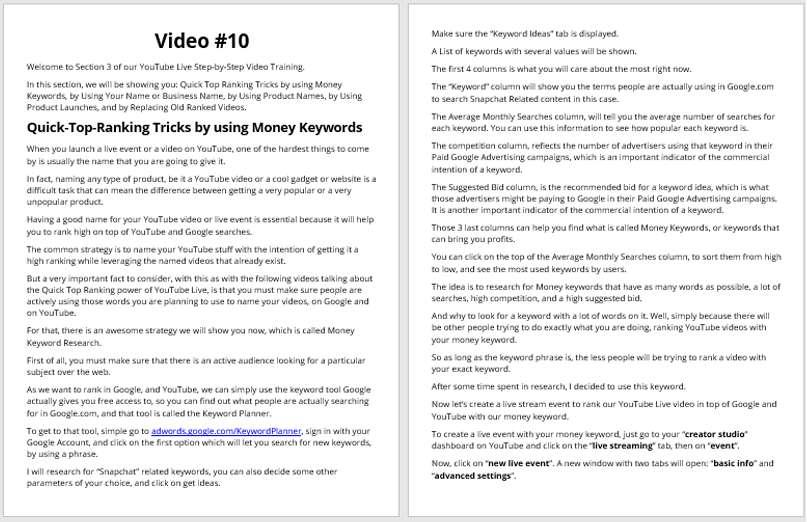 Video #10
Welcome to Section 3 of our YouTube Live Step-by-Step Video Training.
In this section, we will be showing you: Quick Top Ranking Tricks by using Money
Keywords, by Using Your Name or Business Name, by Using Product Names, by Using
Product Launches, and by Replacing Old Ranked Videos.
Quick-Top-Ranking Tricks by using Money Keywords
When you launch a live event or a video on YouTube, one of the hardest things to come
by is usually the name that you are going to give it.
In fact, naming any type of product, be it a YouTube video or a cool gadget or website is a
difficult task that can mean the difference between getting a very popular or a very
unpopular product.
Having a good name for your YouTube video or live event is essential because it will help
you to rank high on top of YouTube and Google searches.
The common strategy is to name your YouTube stuff with the intention of getting it a
high ranking while leveraging the named videos that already exist.
But a very important fact to consider, with this as with the following videos talking about
the Quick Top Ranking power of YouTube Live, is that you must make sure people are
actively using those words you are planning to use to name your videos, on Google and
on YouTube.
For that, there is an awesome strategy we will show you now, which is called Money
Keyword Research.
First of all, you must make sure that there is an active audience looking for a particular
subject over the web.
As we want to rank in Google, and YouTube, we can simply use the keyword tool Google
actually gives you free access to, so you can find out what people are actually searching
for in Google.com, and that tool is called the Keyword Planner.
To get to that tool, simple go to adwords.google.com/KeywordPlanner, sign in with your
Google Account, and click on the first option which will let you search for new keywords,
by using a phrase.
I will research for “Snapchat” related keywords, you can also decide some other
parameters of your choice, and click on get ideas.
Make sure the “Keyword Ideas” tab is displayed.
A List of keywords with several values will be shown.
The first 4 columns is what you will care about the most right now.
The “Keyword” column will show you the terms people are actually using in Google.com
to search Snapchat Related content in this case.
The Average Monthly Searches column, will tell you the average number of searches for
each keyword. You can use this information to see how popular each keyword is.
The competition column, reflects the number of advertisers using that keyword in their
Paid Google Advertising campaigns, which is an important indicator of the commercial
intention of a keyword.
The Suggested Bid column, is the recommended bid for a keyword idea, which is what
those advertisers might be paying to Google in their Paid Google Advertising campaigns.
It is another important indicator of the commercial intention of a keyword.
Those 3 last columns can help you find what is called Money Keywords, or keywords that
can bring you profits.
You can click on the top of the Average Monthly Searches column, to sort them from high
to low, and see the most used keywords by users.
The idea is to research for Money keywords that have as many words as possible, a lot of
searches, high competition, and a high suggested bid.
And why to look for a keyword with a lot of words on it. Well, simply because there will
be other people trying to do exactly what you are doing, ranking YouTube videos with
your money keyword.
So as long as the keyword phrase is, the less people will be trying to rank a video with
your exact keyword.
After some time spent in research, I decided to use this keyword.
Now let’s create a live stream event to rank our YouTube Live video in top of Google and
YouTube with our money keyword.
To create a live event with your money keyword, just go to your “creator studio”
dashboard on YouTube and click on the “live streaming” tab, then on “event”.
Now, click on “new live event”. A new window with two tabs will open: “basic info” and
“advanced settings”.